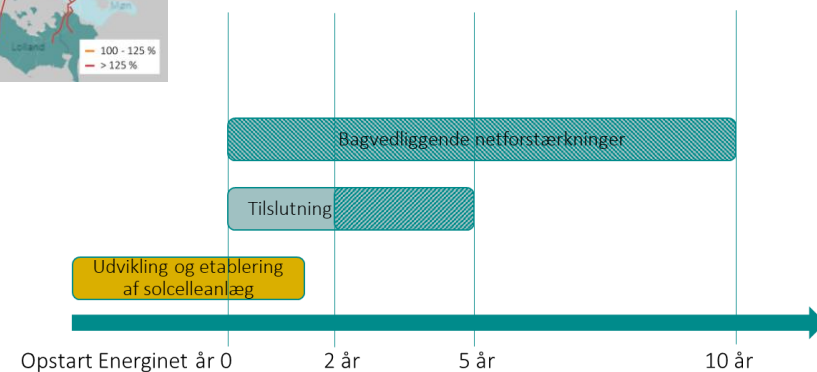 Møn
Lolland
100 - 125 %
> 125 %
Bagvedliggende netforstærkninger
Tilslutning
Udvikling og etablering
af solcelleanlæg
Opstart Energinet år 0
2 år
5 år
10 år